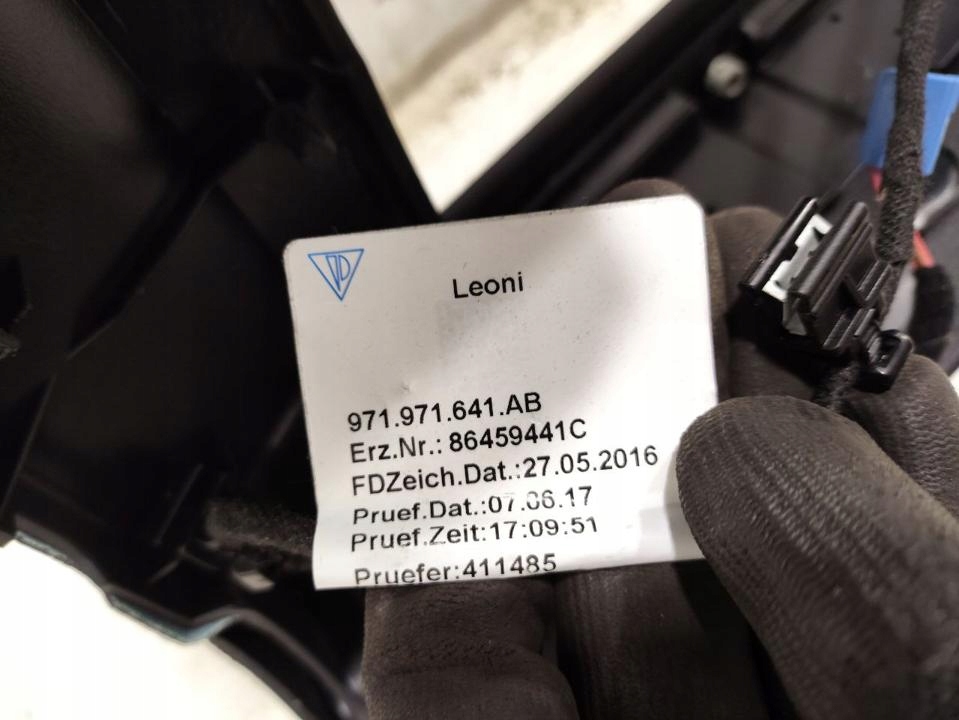 Leoni
971.971.641.AB
Erz.Nr.: 86459441C
FDZeich.Dat.:27.05.2016
Pruef.Dat.:07.06.17
Pruef.Zeit:17:09:51
Pruefer:411485